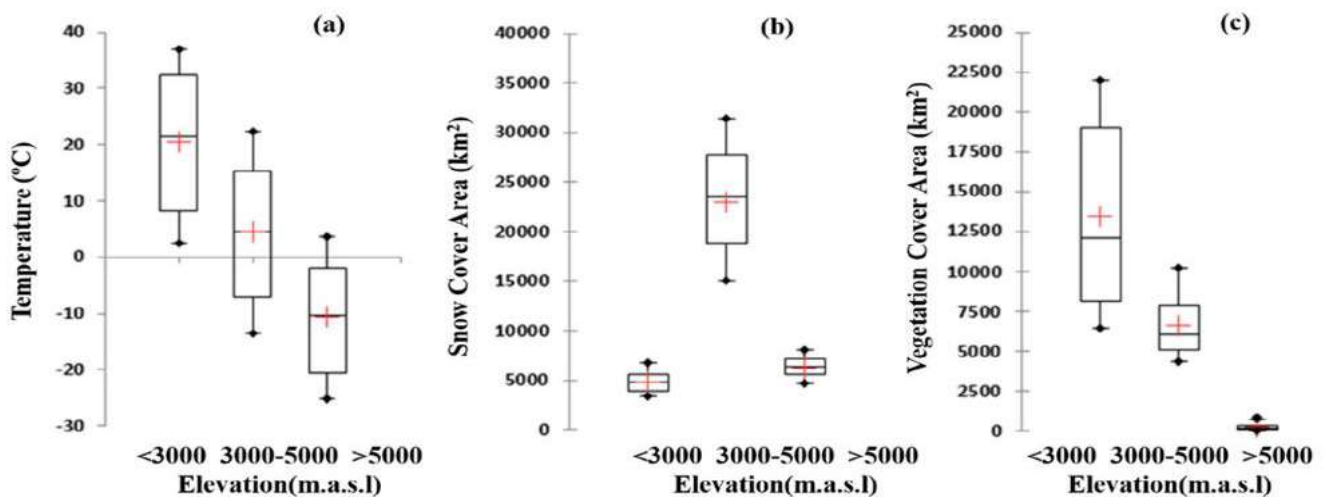 (a)
40
30
20
10
0
-10
-20
-30
Temperature (°C)
<3000 3000-5000 >5000
Elevation(m.a.s.l)
(b)
40000
35000
30000
25000
20000
15000
10000
5000
0
Snow Cover Area (km²)
<3000 3000-5000 >5000
Elevation(m.a.s.l)
(c)
25000
22500
20000
17500
15000
12500
10000
7500
5000
2500
0
Vegetation Cover Area (km²)
<3000 3000-5000 >5000
Elevation(m.a.s.l)